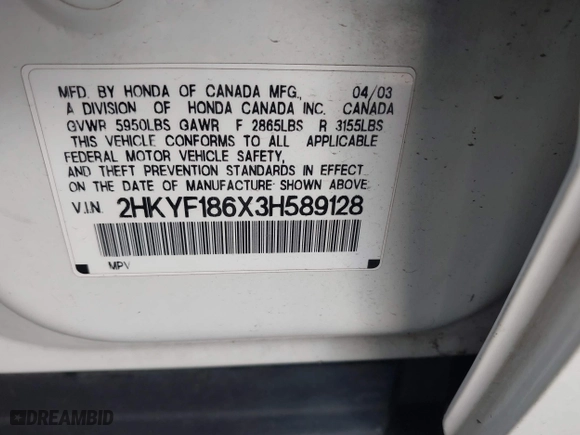 MFD. BY HONDA OF CANADA MFG., 04/03
A DIVISION OF HONDA CANADA INC. CANADA
GVWR 5950LBS GAWR F 2865LBS R 3155LBS
THIS VEHICLE CONFORMS TO ALL APPLICABLE
FEDERAL MOTOR VEHICLE SAFETY,
AND THEFT PREVENTION STANDARDS IN EFFECT
ON THE DATE OF MANUFACTURE SHOWN ABOVE.
V.I.N. 2HKYF186X3H589128
MPV
DREAMBID